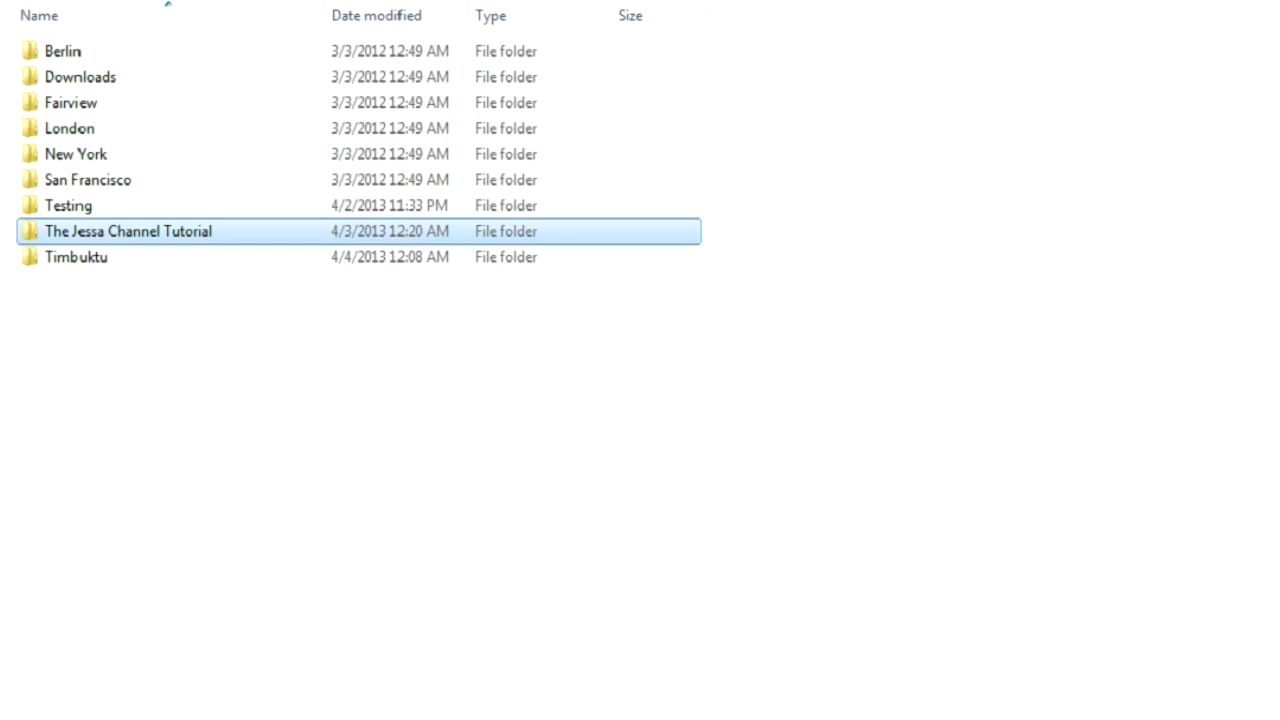 Name Date modified Type Size
Berlin 3/3/2012 12:49 AM File folder
Downloads 3/3/2012 12:49 AM File folder
Fairview 3/3/2012 12:49 AM File folder
London 3/3/2012 12:49 AM File folder
New York 3/3/2012 12:49 AM File folder
San Francisco 3/3/2012 12:49 AM File folder
Testing 4/2/2013 11:33 PM File folder
The Jessa Channel Tutorial 4/3/2013 12:20 AM File folder
Timbuktu 4/4/2013 12:08 AM File folder